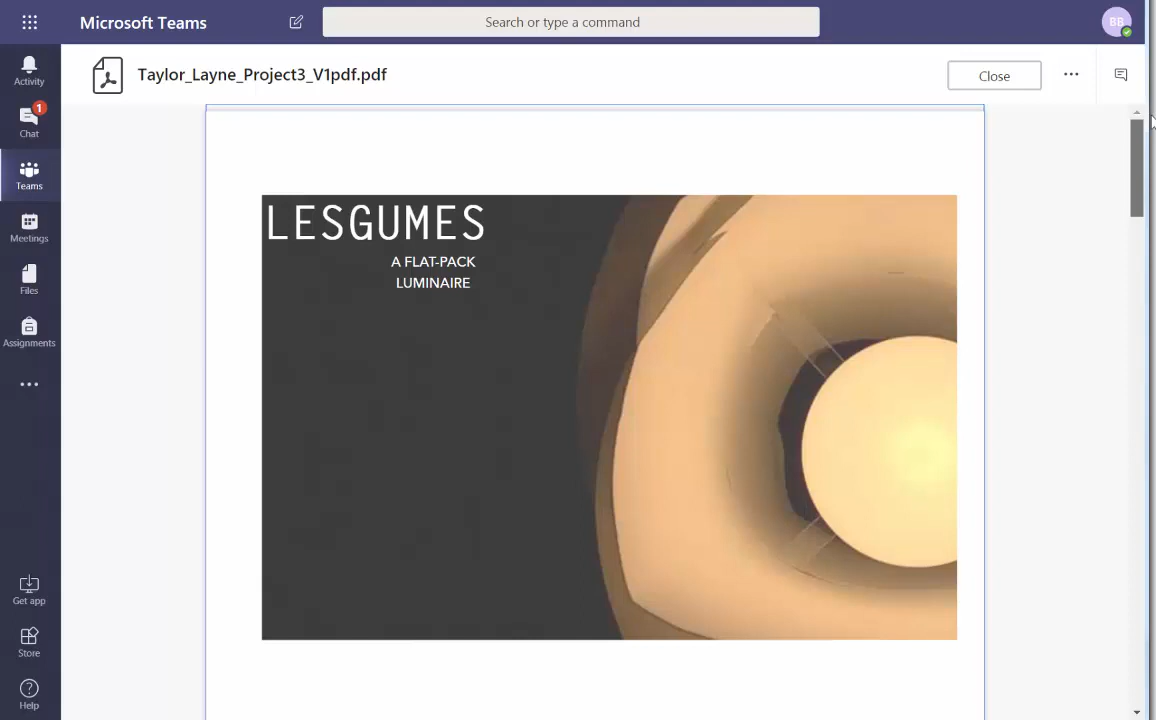 Microsoft Teams
Search or type a command
BB
Activity
1
Chat
Teams
Meetings
Files
Assignments
Get app
Store
Help
Taylor_Layne_Project3_V1pdf.pdf
Close
LESGUMES
A FLAT-PACK
LUMINAIRE